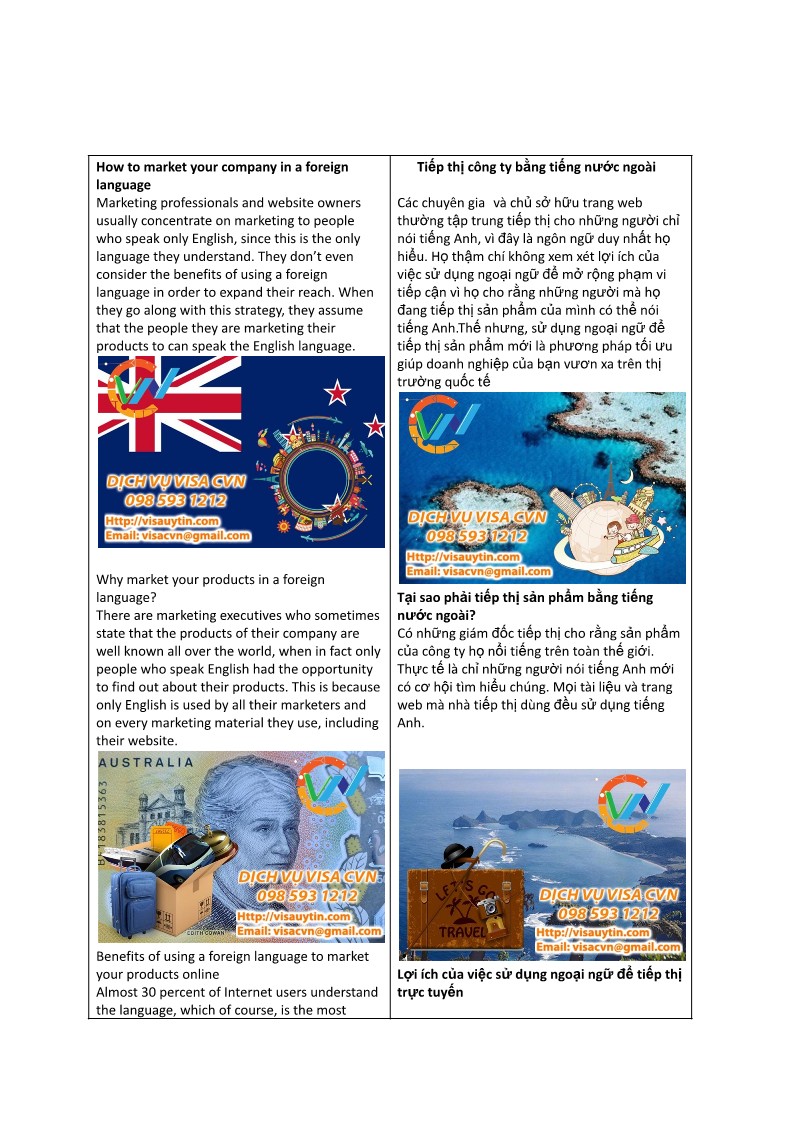 How to market your company in a foreign
language
Marketing professionals and website owners
usually concentrate on marketing to people
who speak only English, since this is the only
language they understand. They don’t even
consider the benefits of using a foreign
language in order to expand their reach. When
they go along with this strategy, they assume
that the people they are marketing their
products to can speak the English language.
DỊCH VỤ VISA CVN
098 593 1212
Http://visauytin.com
Email: visacvn@gmail.com
Why market your products in a foreign
language?
There are marketing executives who sometimes
state that the products of their company are
well known all over the world, when in fact only
people who speak English had the opportunity
to find out about their products. This is because
only English is used by all their marketers and
on every marketing material they use, including
their website.
AUSTRALIA
EDITH COWAN
DỊCH VỤ VISA CVN
098 593 1212
Http://visauytin.com
Email: visacvn@gmail.com
Benefits of using a foreign language to market
your products online
Almost 30 percent of Internet users understand
the language, which of course, is the most
Tiếp thị công ty bằng tiếng nước ngoài
Các chuyên gia  và chủ sở hữu trang web
thường tập trung tiếp thị cho những người chỉ
nói tiếng Anh, vì đây là ngôn ngữ duy nhất họ
hiểu. Họ thậm chí không xem xét lợi ích của
việc sử dụng ngoại ngữ để mở rộng phạm vi
tiếp cận vì họ cho rằng những người mà họ
đang tiếp thị sản phẩm của mình có thể nói
tiếng Anh.Thế nhưng, sử dụng ngoại ngữ để
tiếp thị sản phẩm mới là phương pháp tối ưu
giúp doanh nghiệp của bạn vươn xa trên thị
trường quốc tế
DỊCH VỤ VISA CVN
098 593 1212
Http://visauytin.com
Email: visacvn@gmail.com
Tại sao phải tiếp thị sản phẩm bằng tiếng
nước ngoài?
Có những giám đốc tiếp thị cho rằng sản phẩm
của công ty họ nổi tiếng trên toàn thế giới.
Thực tế là chỉ những người nói tiếng Anh mới
có cơ hội tìm hiểu chúng. Mọi tài liệu và trang
web mà nhà tiếp thị dùng đều sử dụng tiếng
Anh.
LET'S GO
TRAVEL
DỊCH VỤ VISA CVN
098 593 1212
Http://visauytin.com
Email: visacvn@gmail.com
Lợi ích của việc sử dụng ngoại ngữ để tiếp thị
trực tuyến